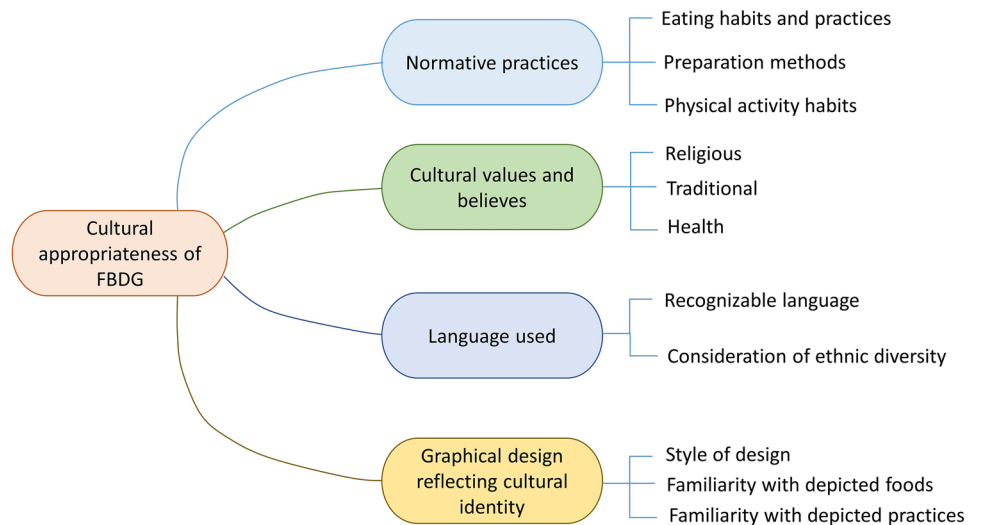 Cultural
appropriateness of
FBDG
Normative practices
Eating habits and practices
Preparation methods
Physical activity habits
Cultural values and
believes
Religious
Traditional
Health
Language used
Recognizable language
Consideration of ethnic diversity
Graphical design
reflecting cultural
identity
Style of design
Familiarity with depicted foods
Familiarity with depicted practices